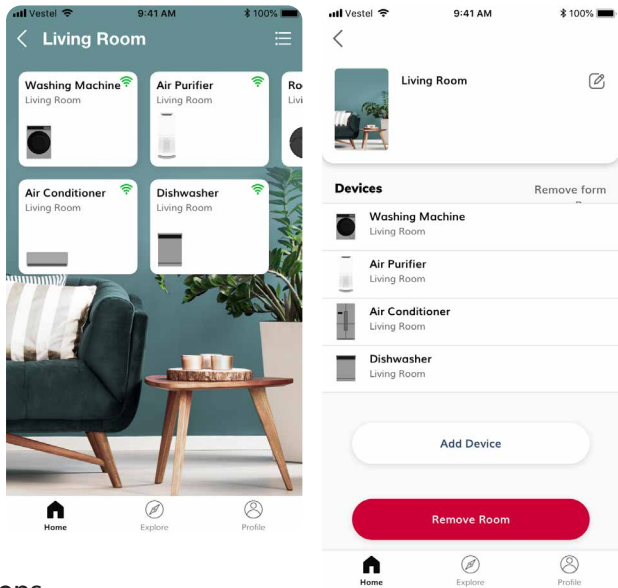 Vestel 9:41 AM 100%
Living Room
Washing Machine
Living Room
Air Purifier
Living Room
Ro
Livi
Air Conditioner
Living Room
Dishwasher
Living Room
Home Explore Profile
Vestel 9:41 AM 100%
Living Room
Devices Remove form
Washing Machine
Living Room
Air Purifier
Living Room
Air Conditioner
Living Room
Dishwasher
Living Room
Add Device
Remove Room
Home Explore Profile